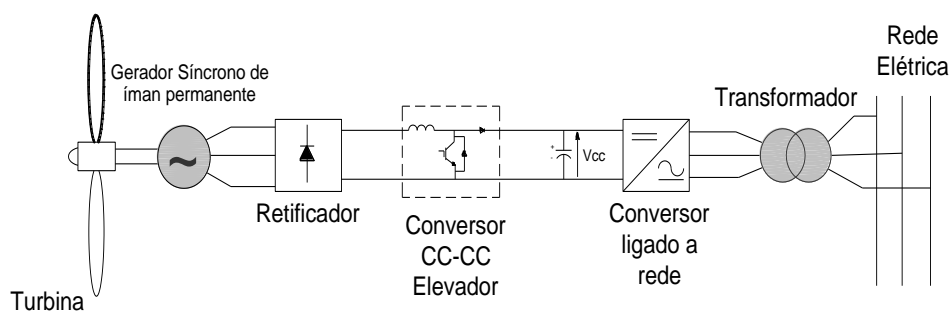 Gerador Síncrono de
íman permanente
Turbina
Retificador
Conversor
CC-CC
Elevador
+
-
Vcc
Conversor
ligado a
rede
Transformador
Rede
Elétrica